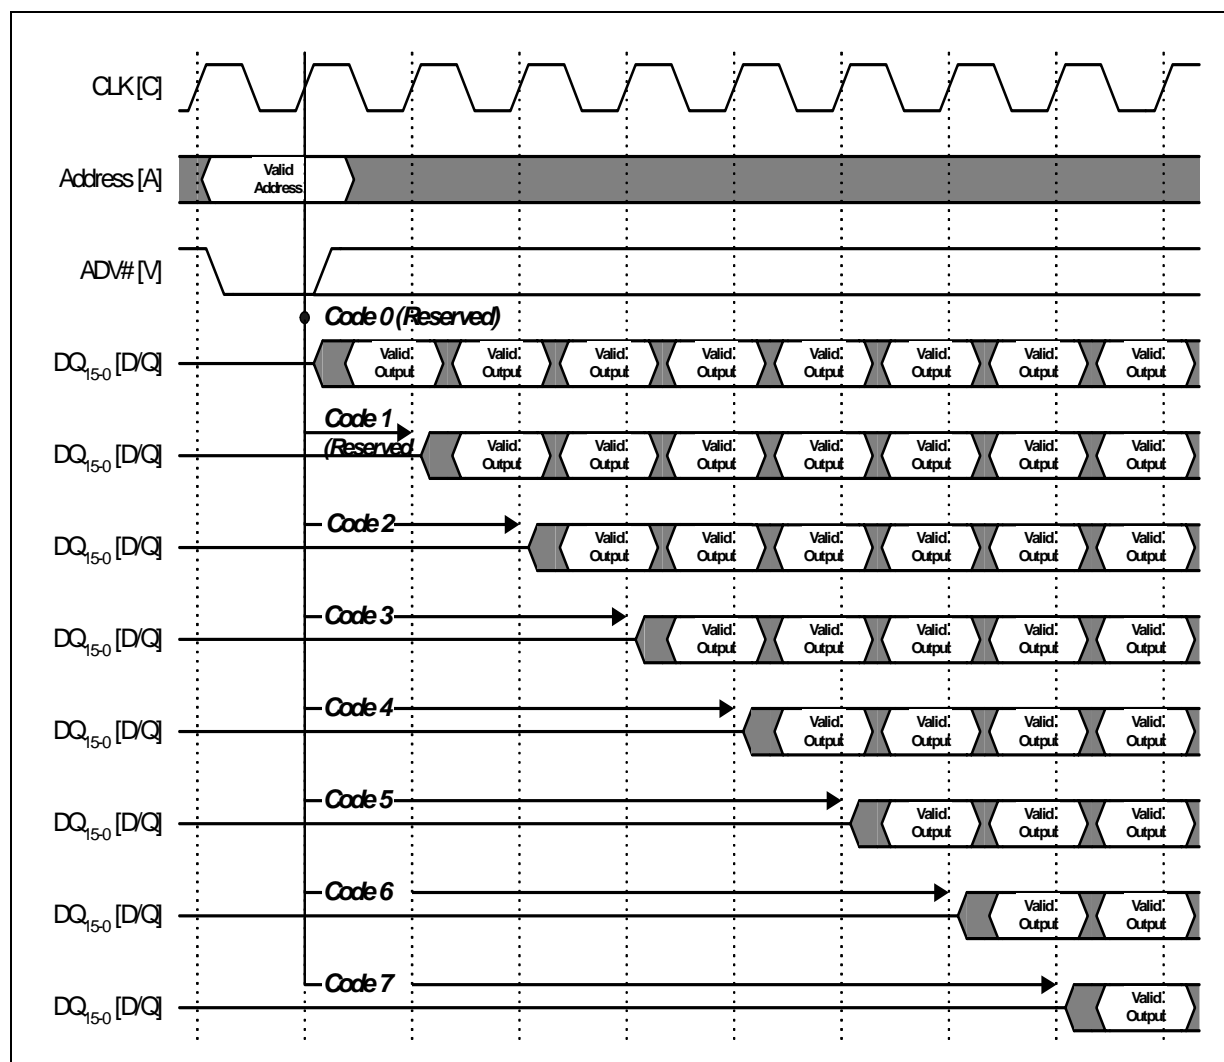 CLK [C]
Address [A]
Valid
Address
ADV# [V]
Code 0 (Reserved)
DQ15-0 [D/Q]
Valid Valid Valid Valid Valid Valid Valid Valid
Output Output Output Output Output Output Output Output
Code 1
(Reserved
DQ15-0 [D/Q]
Valid Valid Valid Valid Valid Valid Valid
Output Output Output Output Output Output Output
Code 2
DQ15-0 [D/Q]
Valid Valid Valid Valid Valid Valid
Output Output Output Output Output Output
Code 3
DQ15-0 [D/Q]
Valid Valid Valid Valid Valid
Output Output Output Output Output
Code 4
DQ15-0 [D/Q]
Valid Valid Valid Valid
Output Output Output Output
Code 5
DQ15-0 [D/Q]
Valid Valid Valid
Output Output Output
Code 6
DQ15-0 [D/Q]
Valid Valid
Output Output
Code 7
DQ15-0 [D/Q]
Valid
Output